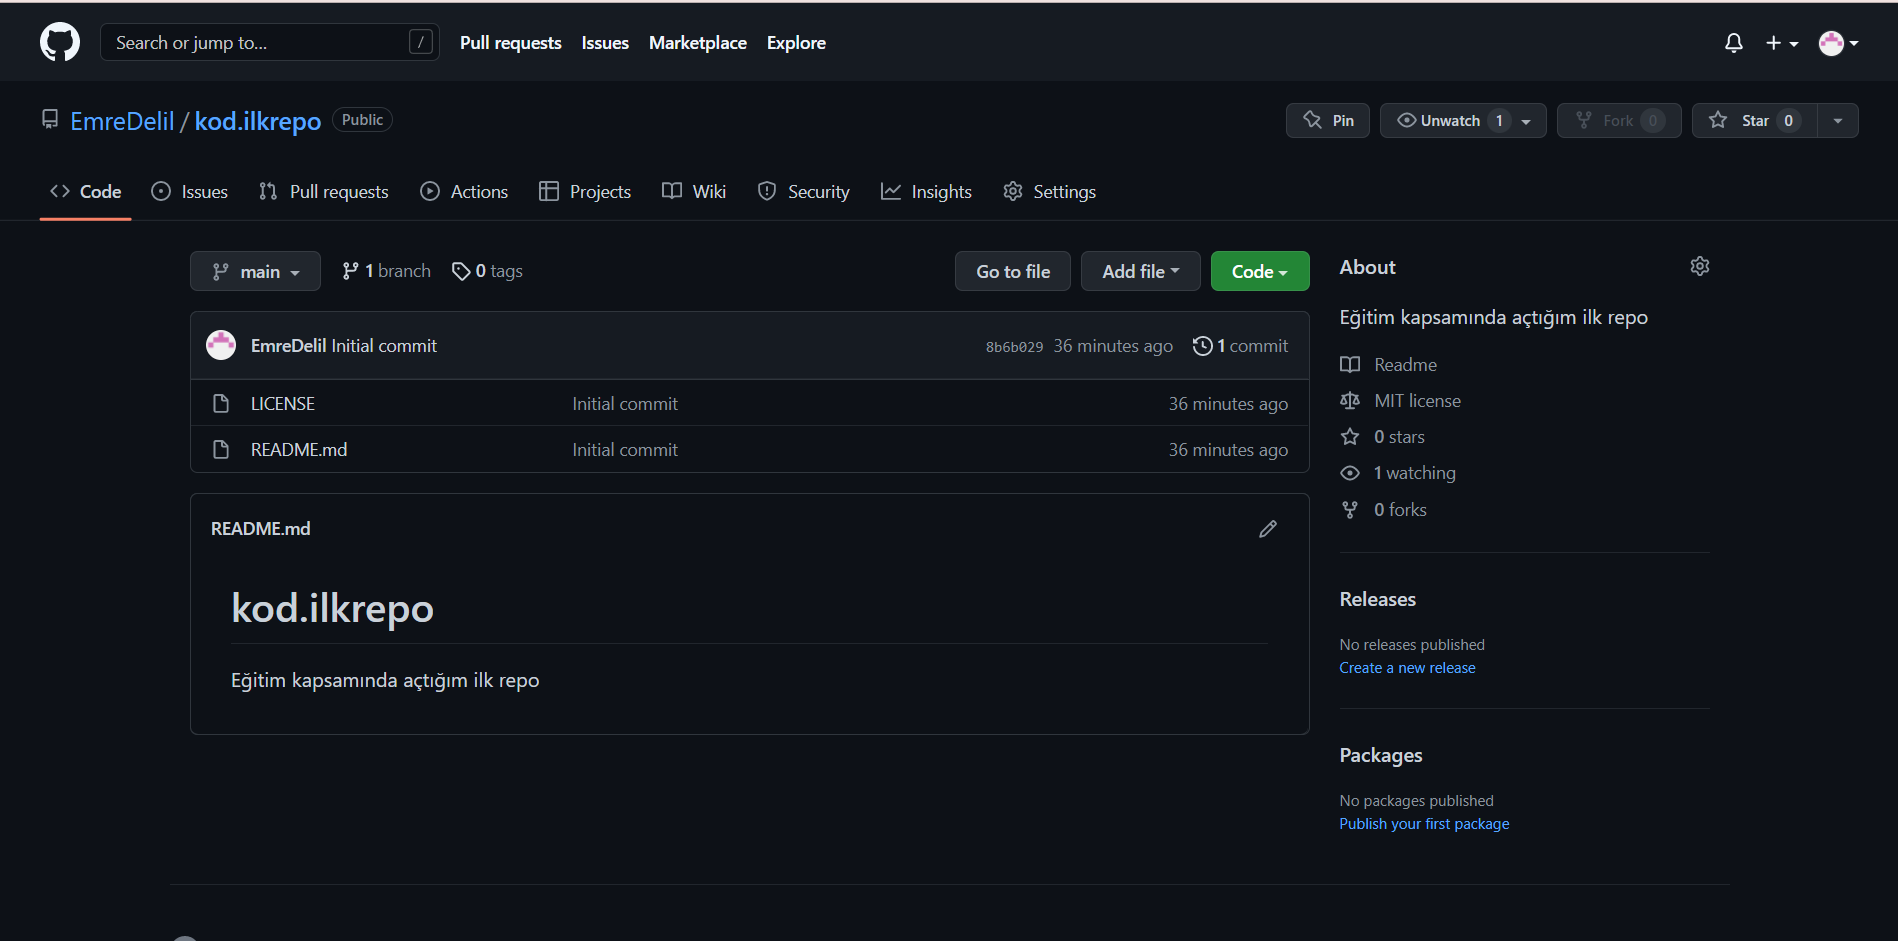 Search or jump to... /
Pull requests Issues Marketplace Explore
EmreDelil / kod.ilkrepo Public
Pin Unwatch 1 Fork 0 Star 0
Code Issues Pull requests Actions Projects Wiki Security Insights Settings
main 1 branch 0 tags Go to file Add file Code
EmreDelil Initial commit 8b6b029 36 minutes ago 1 commit
LICENSE Initial commit 36 minutes ago
README.md Initial commit 36 minutes ago
README.md
kod.ilkrepo
Eğitim kapsamında açtığım ilk repo
About
Eğitim kapsamında açtığım ilk repo
Readme
MIT license
0 stars
1 watching
0 forks
Releases
No releases published
Create a new release
Packages
No packages published
Publish your first package